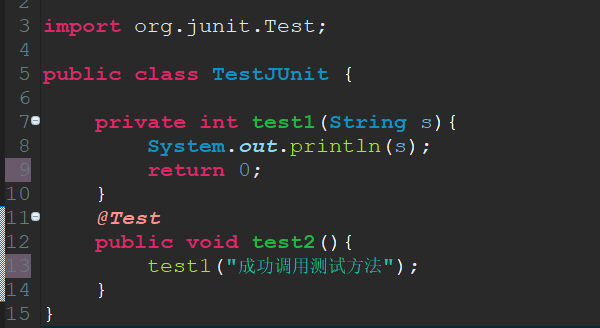 2
3 import org.junit.Test;
4
5 public class TestJUnit {
6
7 private int test1(String s){
8 System.out.println(s);
9 return 0;
10 }
11 @Test
12 public void test2(){
13 test1("成功调用测试方法");
14 }
15 }